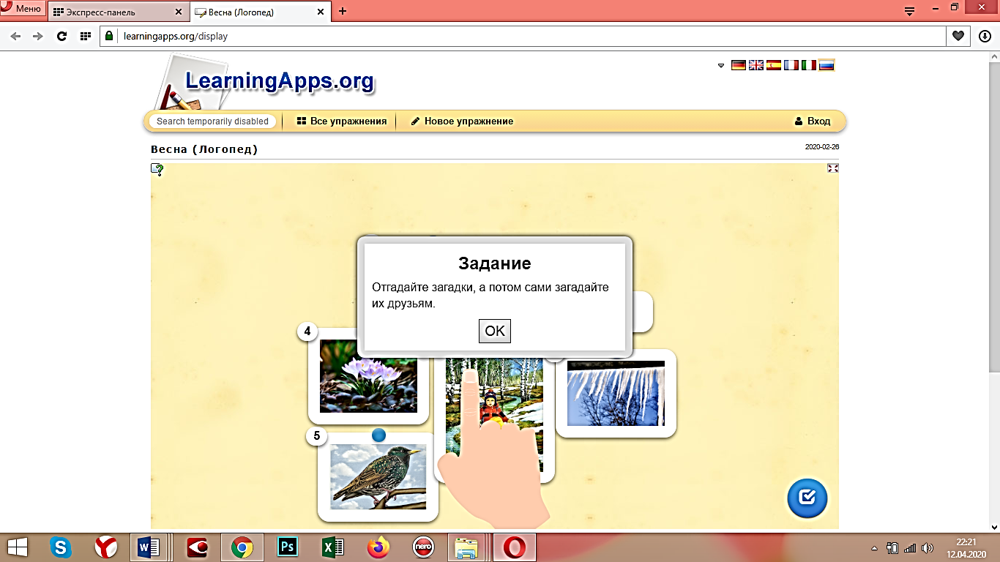 Меню
Экспресс-панель
Весна (Логопед)
learningapps.org/display
LearningApps.org
Search temporarily disabled
Все упражнения
Новое упражнение
Вход
Весна (Логопед)
2020-02-26
Задание
Отгадайте загадки, а потом сами загадайте
их друзьям.
OK
4
5
Ps
nero
22:21
12.04.2020